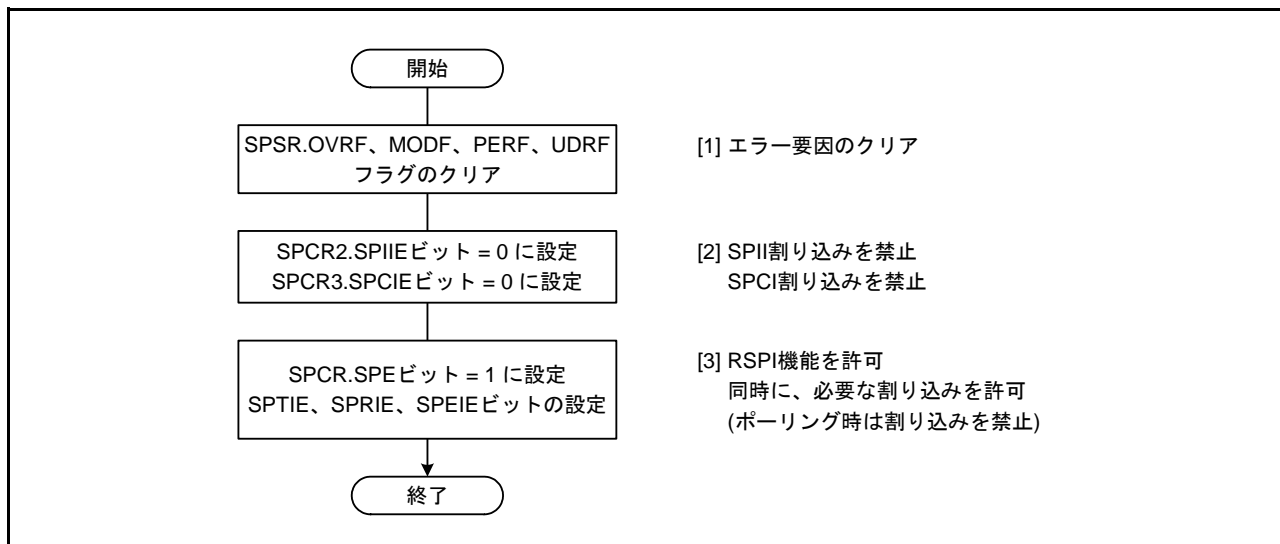 開始
SPSR.OVRF、MODF、PERF、UDRF
フラグのクリア
[1] エラー要因のクリア
SPCR2.SPIIEビット = 0 に設定
SPCR3.SPCIEビット = 0 に設定
[2] SPII割り込みを禁止
SPCI割り込みを禁止
SPCR.SPEビット = 1 に設定
SPTIE、SPRIE、SPEIEビットの設定
[3] RSPI機能を許可
同時に、必要な割り込みを許可
(ポーリング時は割り込みを禁止)
終了